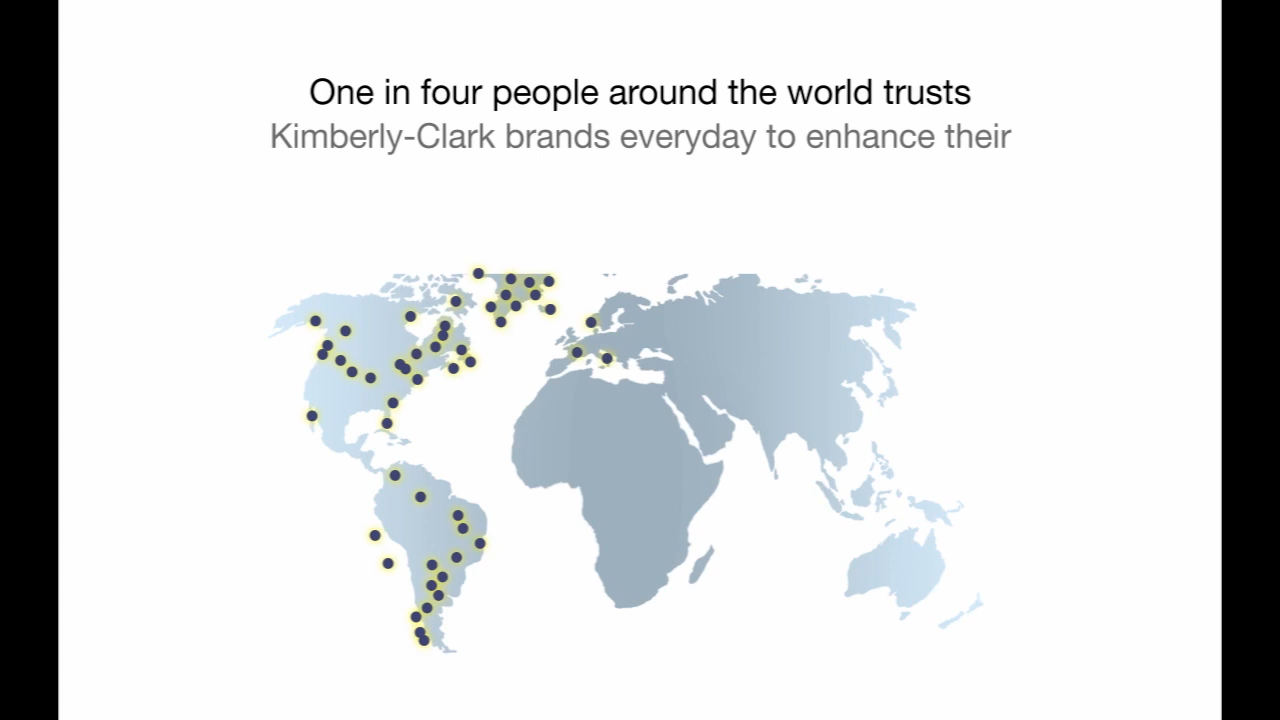 One in four people around the world trusts
Kimberly-Clark brands everyday to enhance their